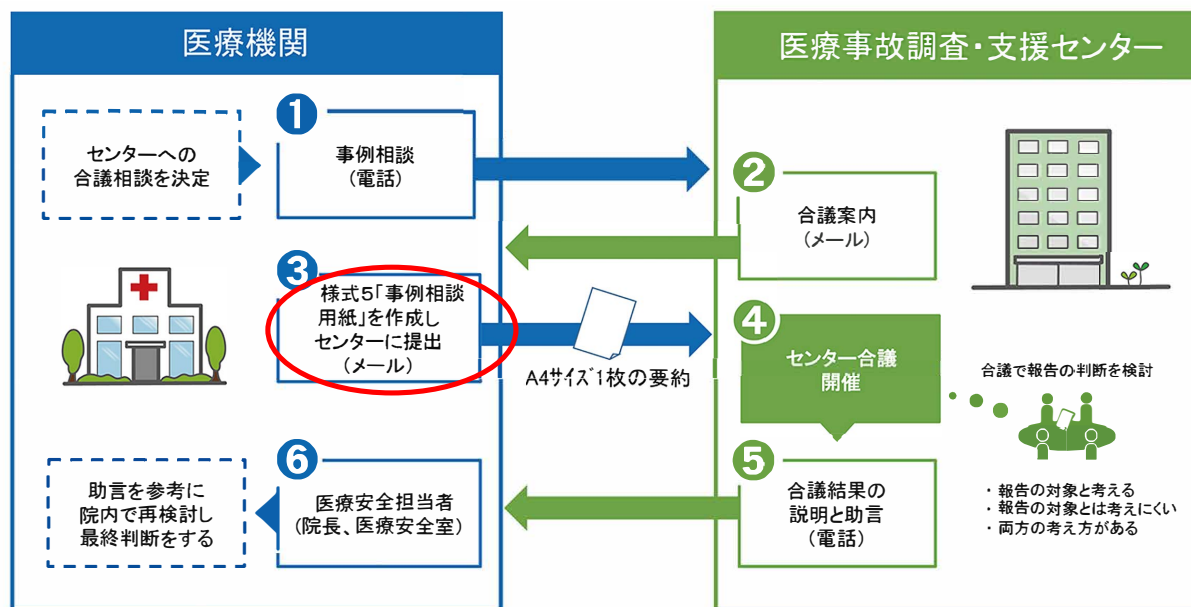 医療機関
医療事故調査・支援センター
センターへの
合議相談を決定
❶
事例相談
(電話)
❷
合議案内
(メール)
❸
様式5「事例相談
用紙」を作成し
センターに提出
(メール)
A4サイズ1枚の要約
❹
センター合議
開催
合議で報告の判断を検討
・報告の対象と考える
・報告の対象とは考えにくい
・両方の考え方がある
❺
合議結果の
説明と助言
(電話)
❻
医療安全担当者
(院長、医療安全室)
助言を参考に
院内で再検討し
最終判断をする